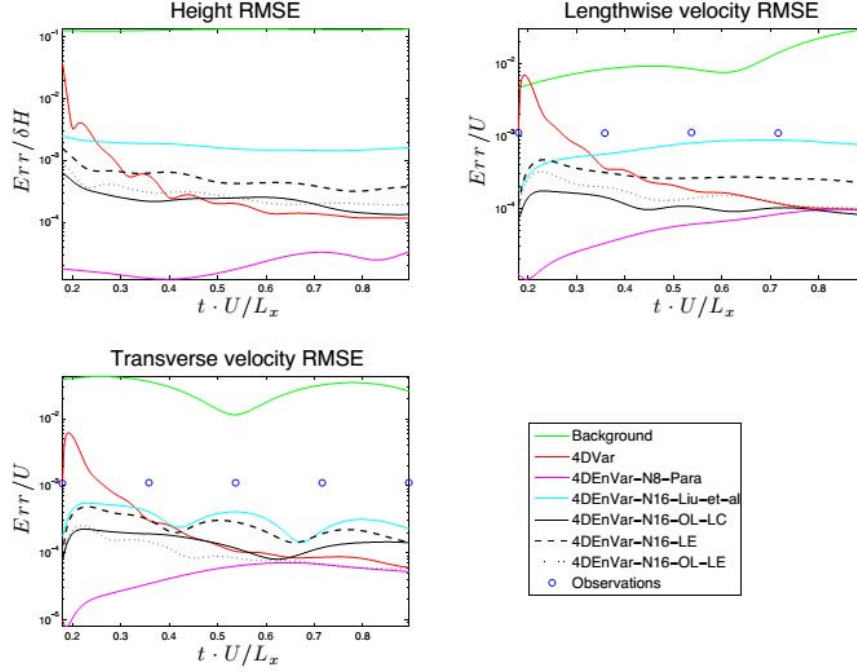 Height RMSE
10⁻¹
10⁻²
10⁻³
10⁻⁴
Err/δH
0.2 0.3 0.4 0.5 0.6 0.7 0.8
t · U/Lₓ
Lengthwise velocity RMSE
10⁻²
10⁻³
10⁻⁴
Err/U
0.2 0.3 0.4 0.5 0.6 0.7 0.8
t · U/Lₓ
Transverse velocity RMSE
10⁻²
10⁻³
10⁻⁴
10⁻⁵
Err/U
0.2 0.3 0.4 0.5 0.6 0.7 0.8
t · U/Lₓ
Background
4DVar
4DEnVar-N8-Para
4DEnVar-N16-Liu-et-al
4DEnVar-N16-OL-LC
4DEnVar-N16-LE
4DEnVar-N16-OL-LE
Observations